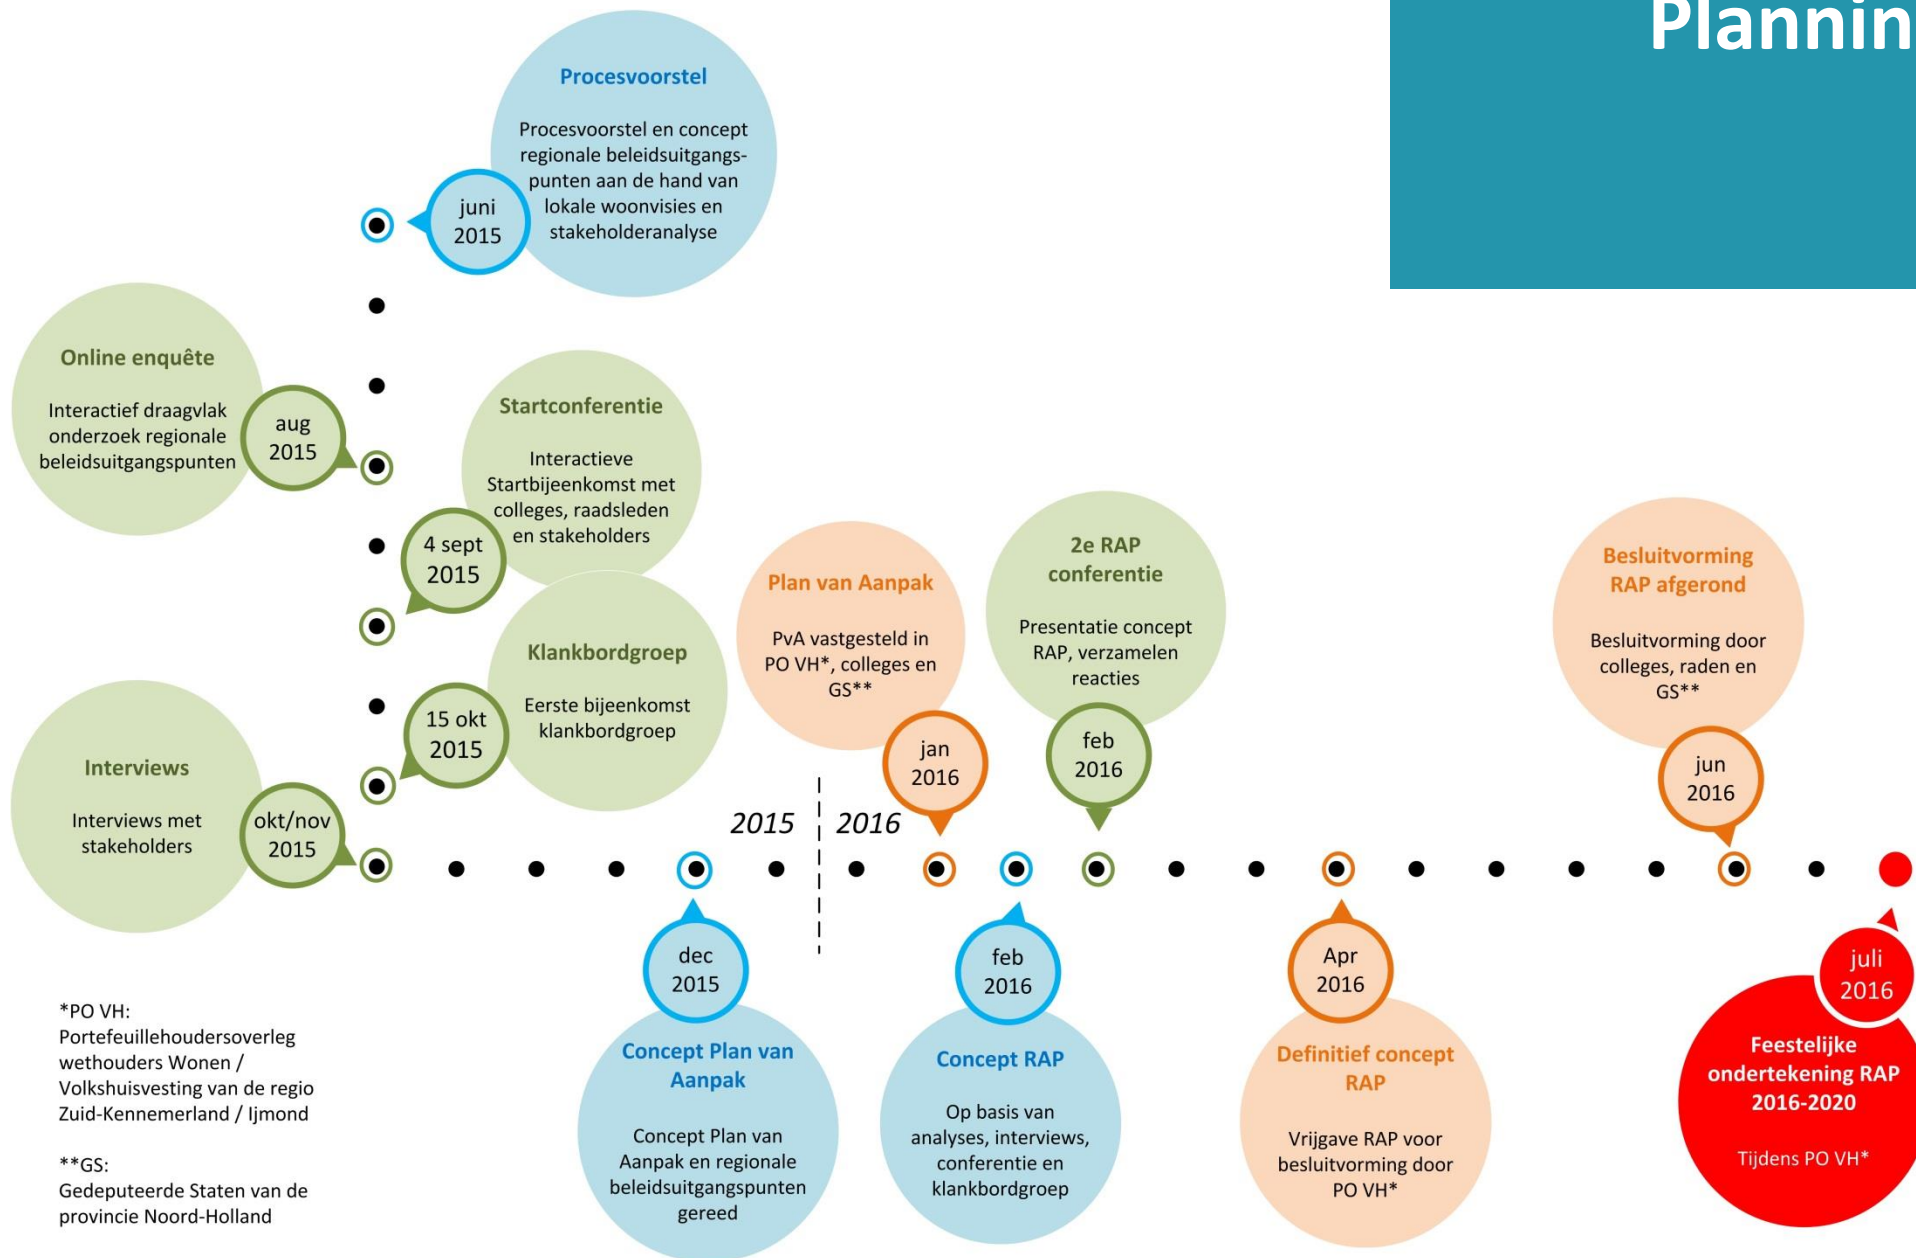 Plannin
Procesvoorstel
Procesvoorstel en concept
regionale beleidsuitgangs-
punten aan de hand van
lokale woonvisies en
stakeholderanalyse
juni
2015
Online enquête
Interactief draagvlak
onderzoek regionale
beleidsuitgangspunten
aug
2015
Startconferentie
Interactieve
Startbijeenkomst met
colleges, raadsleden
en stakeholders
4 sept
2015
Klankbordgroep
Eerste bijeenkomst
klankbordgroep
15 okt
2015
Interviews
Interviews met
stakeholders
okt/nov
2015
2015
2016
Plan van Aanpak
PvA vastgesteld in
PO VH*, colleges en
GS**
jan
2016
2e RAP
conferentie
Presentatie concept
RAP, verzamelen
reacties
feb
2016
Besluitvorming
RAP afgerond
Besluitvorming door
colleges, raden en
GS**
jun
2016
dec
2015
Concept Plan van
Aanpak
Concept Plan van
Aanpak en regionale
beleidsuitgangspunten
gereed
feb
2016
Concept RAP
Op basis van
analyses, interviews,
conferentie en
klankbordgroep
Apr
2016
Definitief concept
RAP
Vrijgave RAP voor
besluitvorming door
PO VH*
juli
2016
Feestelijke
ondertekening RAP
2016-2020
Tijdens PO VH*
*PO VH:
Portefeuillehoudersoverleg
wethouders Wonen /
Volkshuisvesting van de regio
Zuid-Kennemerland / Ijmond
**GS:
Gedeputeerde Staten van de
provincie Noord-Holland